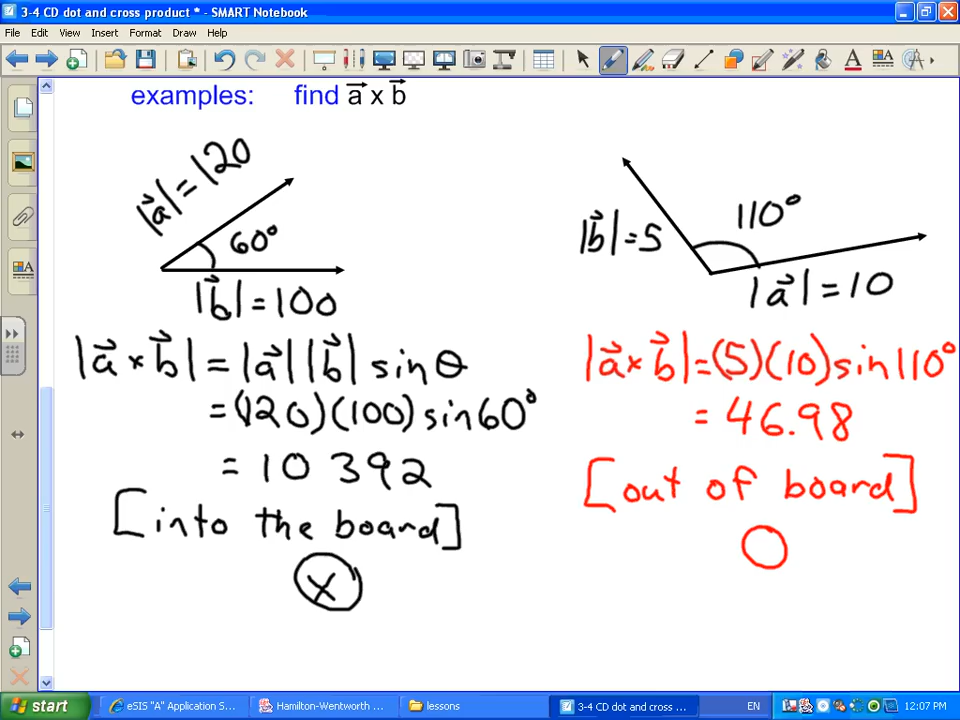 3-4 CD dot and cross product * - SMART Notebook
File Edit View Insert Format Draw Help
examples: find a⃗ x b⃗
|a⃗| = 120
60°
|b⃗| = 100
|a⃗ × b⃗| = |a⃗| |b⃗| sin θ
= (120)(100) sin 60°
= 10 392
[into the board]
X
110°
|b⃗| = 5
|a⃗| = 10
|a⃗ × b⃗| = (5)(10) sin 110°
= 46.98
[out of board]
start
eSIS "A" Application S...
Hamilton-Wentworth ...
lessons
3-4 CD dot and cross ...
EN
12:07 PM